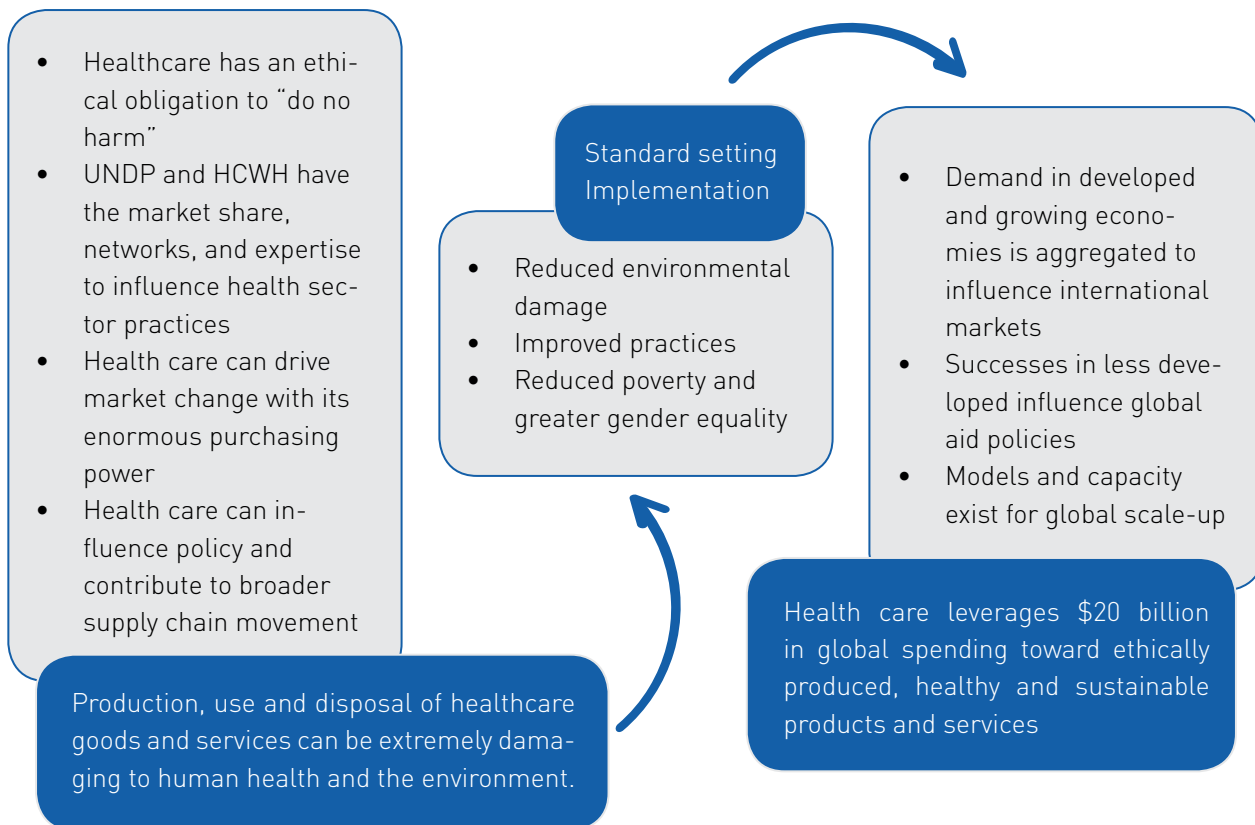 • Healthcare has an ethi-
cal obligation to “do no
harm”
• UNDP and HCWH have
the market share,
networks, and expertise
to influence health sec-
tor practices
• Health care can drive
market change with its
enormous purchasing
power
• Health care can in-
fluence policy and
contribute to broader
supply chain movement
Production, use and disposal of healthcare
goods and services can be extremely dama-
ging to human health and the environment.
Standard setting
Implementation
• Reduced environmental
damage
• Improved practices
• Reduced poverty and
greater gender equality
• Demand in developed
and growing econo-
mies is aggregated to
influence international
markets
• Successes in less deve-
loped influence global
aid policies
• Models and capacity
exist for global scale-up
Health care leverages $20 billion
in global spending toward ethically
produced, healthy and sustainable
products and services